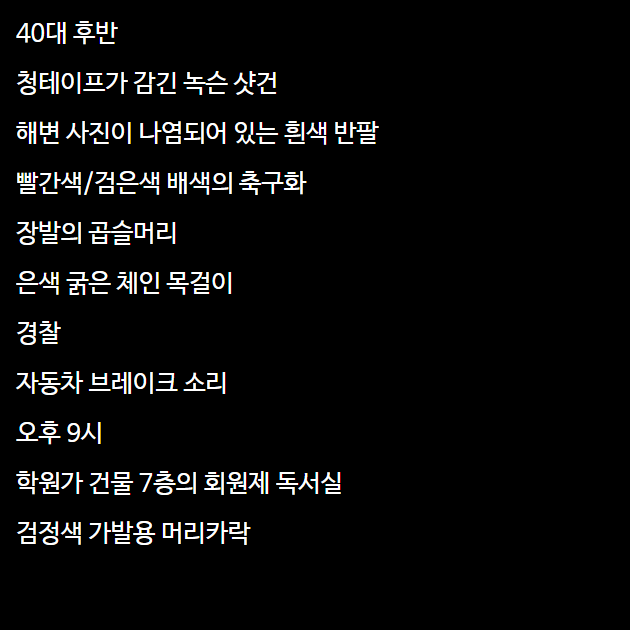 40대 후반
청테이프가 감긴 녹슨 샷건
해변 사진이 나염되어 있는 흰색 반팔
빨간색/검은색 배색의 축구화
장발의 곱슬머리
은색 굵은 체인 목걸이
경찰
자동차 브레이크 소리
오후 9시
학원가 건물 7층의 회원제 독서실
검정색 가발용 머리카락